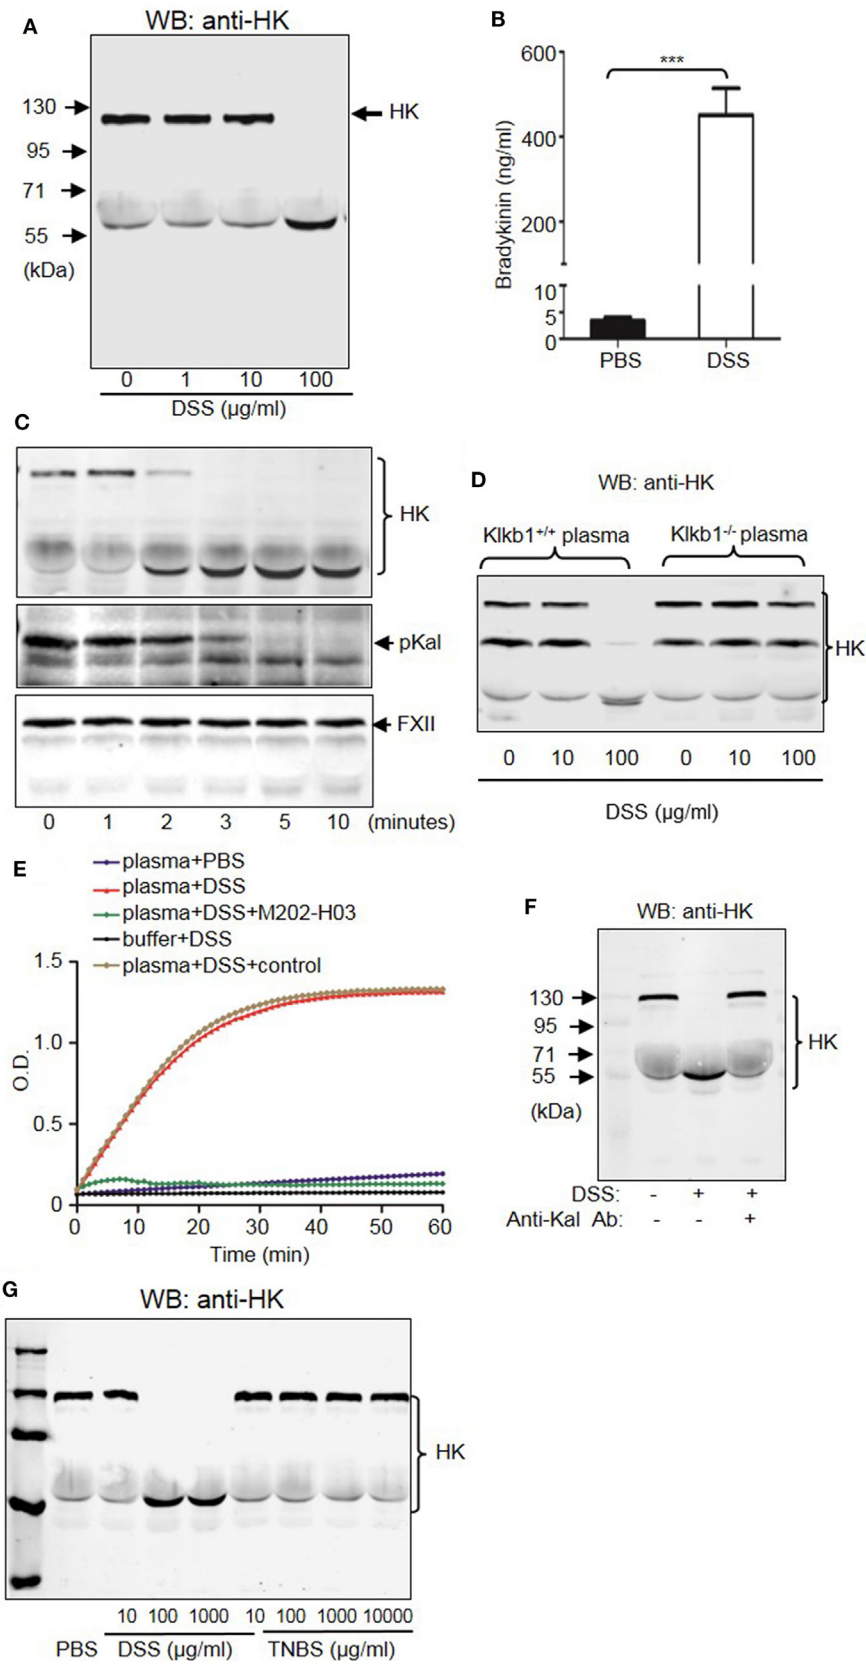 A
WB: anti-HK
130
95
71
55
(kDa)
HK
0 1 10 100
DSS (µg/ml)
B
Bradykinin (ng/ml)
600
400
200
10
5
0
***
PBS DSS
C
HK
pKal
FXII
0 1 2 3 5 10 (minutes)
D
WB: anti-HK
Klkb1+/+ plasma Klkb1-/- plasma
HK
0 10 100 0 10 100
DSS (µg/ml)
E
plasma+PBS
plasma+DSS
plasma+DSS+M202-H03
buffer+DSS
plasma+DSS+control
O.D.
1.5
1.0
0.5
0
0 10 20 30 40 50 60
Time (min)
F
WB: anti-HK
130
95
71
55
(kDa)
HK
DSS: - + +
Anti-Kal Ab: - - +
G
WB: anti-HK
HK
10 100 1000 10 100 1000 10000
PBS DSS (µg/ml) TNBS (µg/ml)